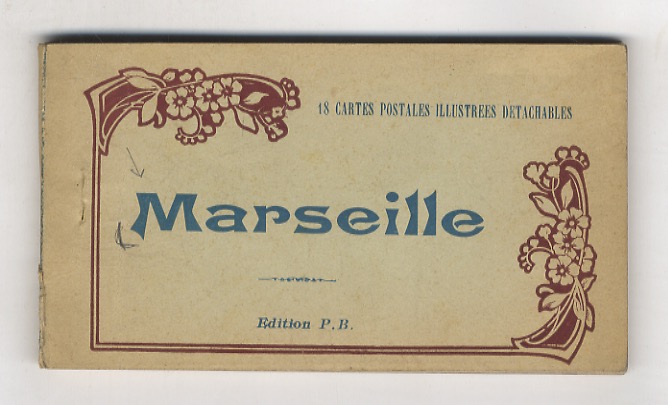 18 CARTES POSTALES ILLUSTREES DETACHABLES
Marseille
Edition P.B.